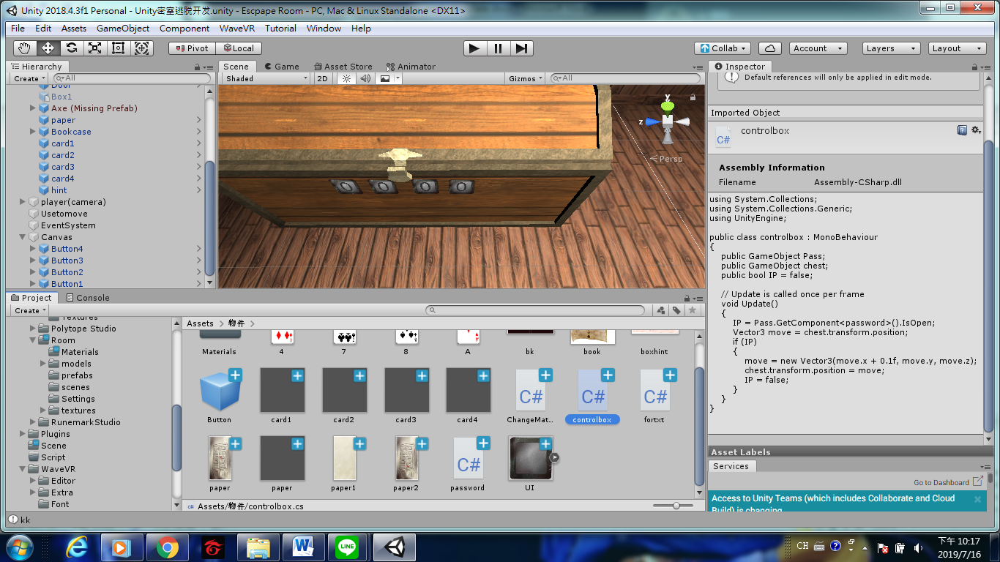 Unity 2018.4.3f1 Personal - Unity密室逃脱开发.unity - Escpape Room - PC, Mac & Linux Standalone <DX11>
File Edit Assets GameObject Component WaveVR Tutorial Window Help
Pivot Local Collab Account Layers Layout
Hierarchy
Create All
Door
Box1
Axe (Missing Prefab)
paper
Bookcase
card1
card2
card3
card4
hint
player(camera)
Usetomove
EventSystem
Canvas
Button4
Button3
Button2
Button1
Scene Game Asset Store Animator
Shaded 2D Gizmos All
y
z
Persp
0 0 0 0
Inspector
Default references will only be applied in edit mode.
Imported Object
controlbox
C#
Assembly Information
Filename Assembly-CSharp.dll
using System.Collections;
using System.Collections.Generic;
using UnityEngine;
public class controlbox : MonoBehaviour
{
public GameObject Pass;
public GameObject chest;
public bool IP = false;
// Update is called once per frame
void Update()
{
IP = Pass.GetComponent<password>().IsOpen;
Vector3 move = chest.transform.position;
if (IP)
{
move = new Vector3(move.x + 0.1f, move.y, move.z);
chest.transform.position = move;
IP = false;
}
}
}
Asset Labels
Services
Go to Dashboard
Access to Unity Teams (which includes Collaborate and Cloud
Build) is changing
Project Console
Create
Textures
Polytope Studio
Room
Materials
models
prefabs
scenes
Settings
textures
RunemarkStudio
Plugins
Scene
Script
WaveVR
Editor
Extra
Font
Assets 物件
Materials 4 7 8 A bk book boxhint
C# C# C#
Button card1 card2 card3 card4 ChangeMat... controlbox fortxt
C#
paper paper paper1 paper2 password UI
Assets/物件/controlbox.cs
kk
W LINE
CH
下午 10:17
2019/7/16